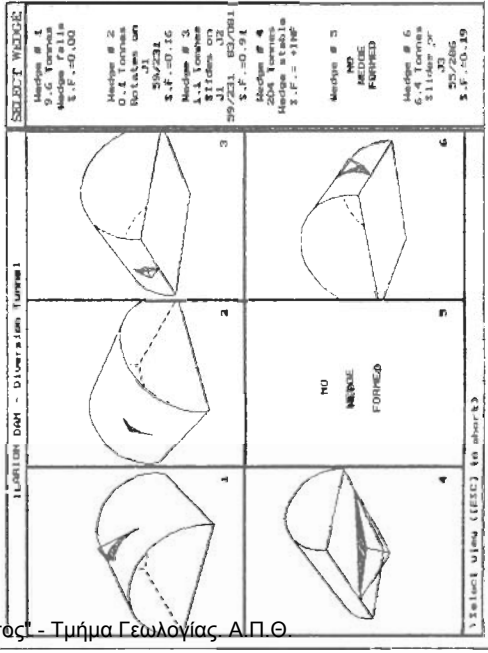 ILARION DAM - Diversion Tunnel
1
2
3
4
5
NO
WEDGE
FORMED
6
>Select view ([ESC] to abort)
SELECT WEDGE:
Wedge # 1
9.6 Tonnes
Wedge falls
S.F.=0.00
Wedge # 2
0.1 Tonnes
Rotates on
J1
59/231
S.F.=0.16
Wedge # 3
1.1 Tonnes
Slides on
J1 J2
59/231 83/081
S.F.=0.91
Wedge # 4
204 Tonnes
Wedge stable
S.F.= +INF
Wedge # 5
NO
WEDGE
FORMED
Wedge # 6
6.4 Tonnes
Slides on
J3
55/286
S.F.=0.19
ος" - Τμήμα Γεωλογίας. Α.Π.Θ.